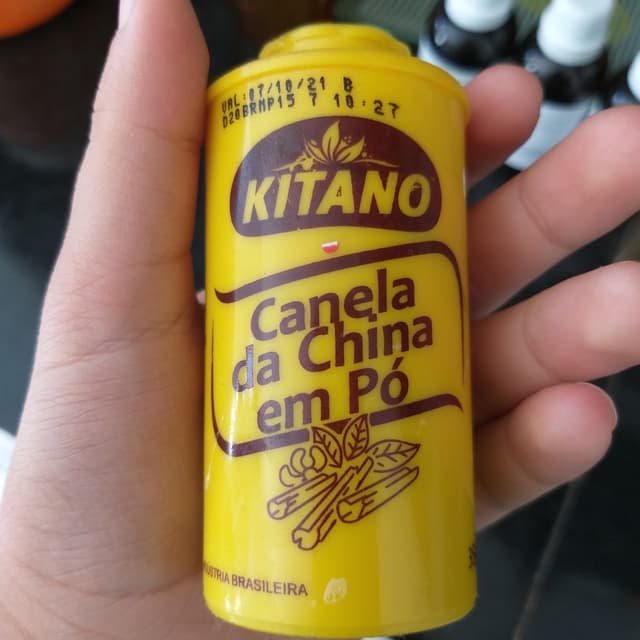 VAL:07/10/21 B
D20BRMP15 7 10:27
KITANO
Canela
da China
em Pó
INDÚSTRIA BRASILEIRA